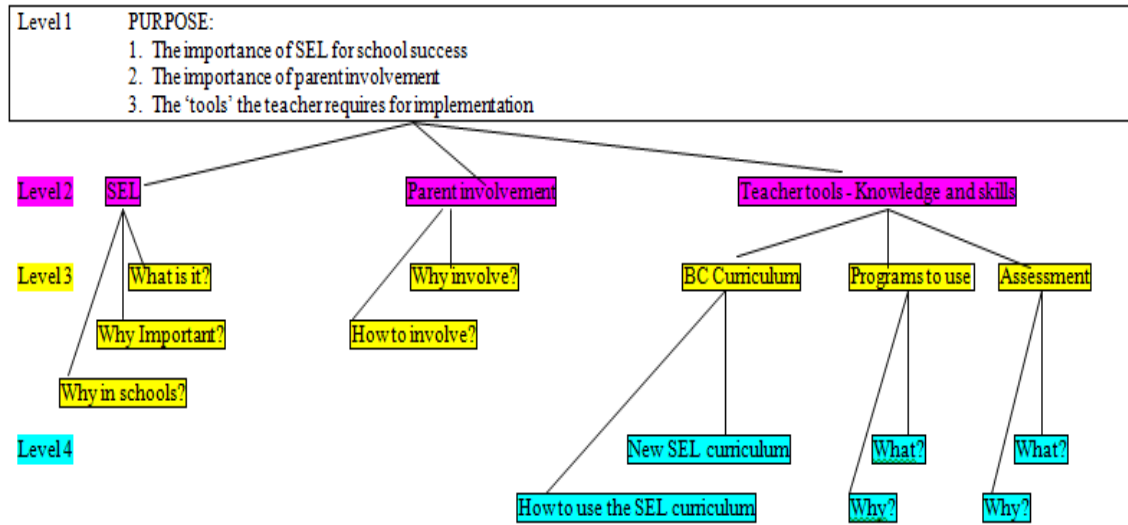 Level 1 PURPOSE:
1. The importance of SEL for school success
2. The importance of parent involvement
3. The ‘tools’ the teacher requires for implementation
Level 2 SEL Parent involvement Teacher tools - Knowledge and skills
Level 3 What is it? Why involve? BC Curriculum Programs to use Assessment
Why Important? How to involve?
Why in schools?
Level 4 New SEL curriculum What? What?
How to use the SEL curriculum Why? Why?